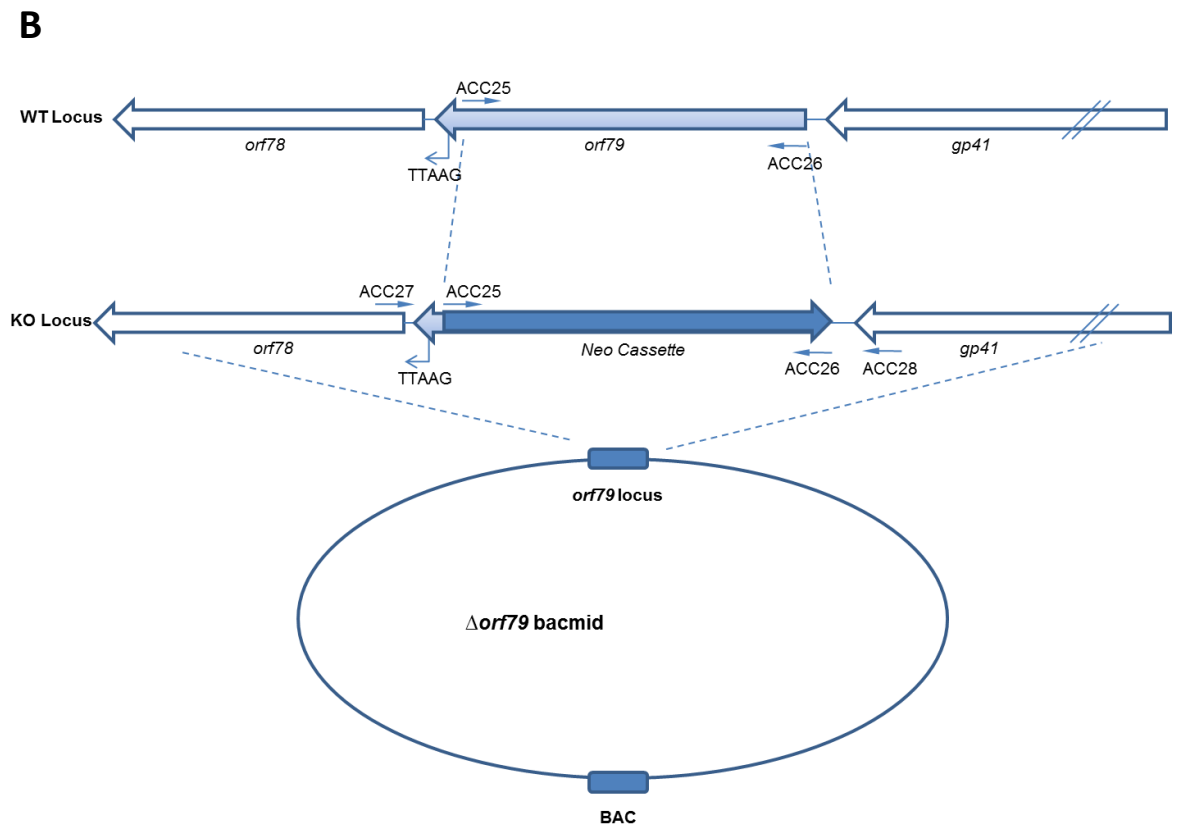 B
ACC25
WT Locus
orf78
orf79
gp41
TTAAG
ACC26
ACC27
ACC25
KO Locus
orf78
Neo Cassette
gp41
TTAAG
ACC26
ACC28
orf79 locus
Δorf79 bacmid
BAC